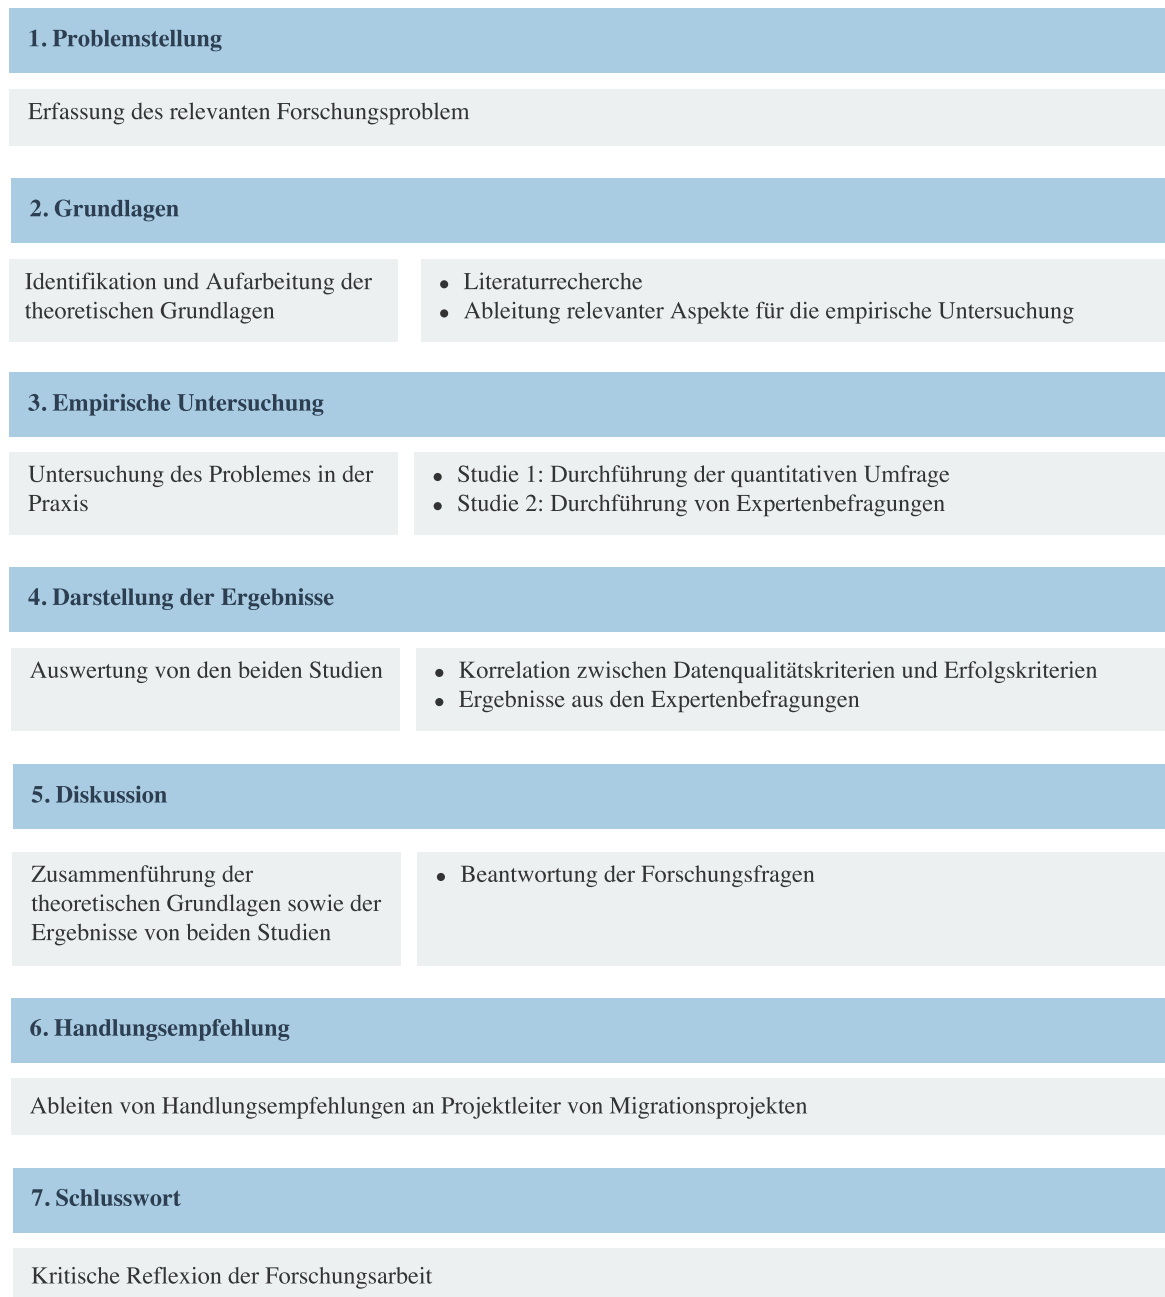 1. Problemstellung
Erfassung des relevanten Forschungsproblem
2. Grundlagen
Identifikation und Aufarbeitung der
theoretischen Grundlagen
• Literaturrecherche
• Ableitung relevanter Aspekte für die empirische Untersuchung
3. Empirische Untersuchung
Untersuchung des Problemes in der
Praxis
• Studie 1: Durchführung der quantitativen Umfrage
• Studie 2: Durchführung von Expertenbefragungen
4. Darstellung der Ergebnisse
Auswertung von den beiden Studien
• Korrelation zwischen Datenqualitätskriterien und Erfolgskriterien
• Ergebnisse aus den Expertenbefragungen
5. Diskussion
Zusammenführung der
theoretischen Grundlagen sowie der
Ergebnisse von beiden Studien
• Beantwortung der Forschungsfragen
6. Handlungsempfehlung
Ableiten von Handlungsempfehlungen an Projektleiter von Migrationsprojekten
7. Schlusswort
Kritische Reflexion der Forschungsarbeit